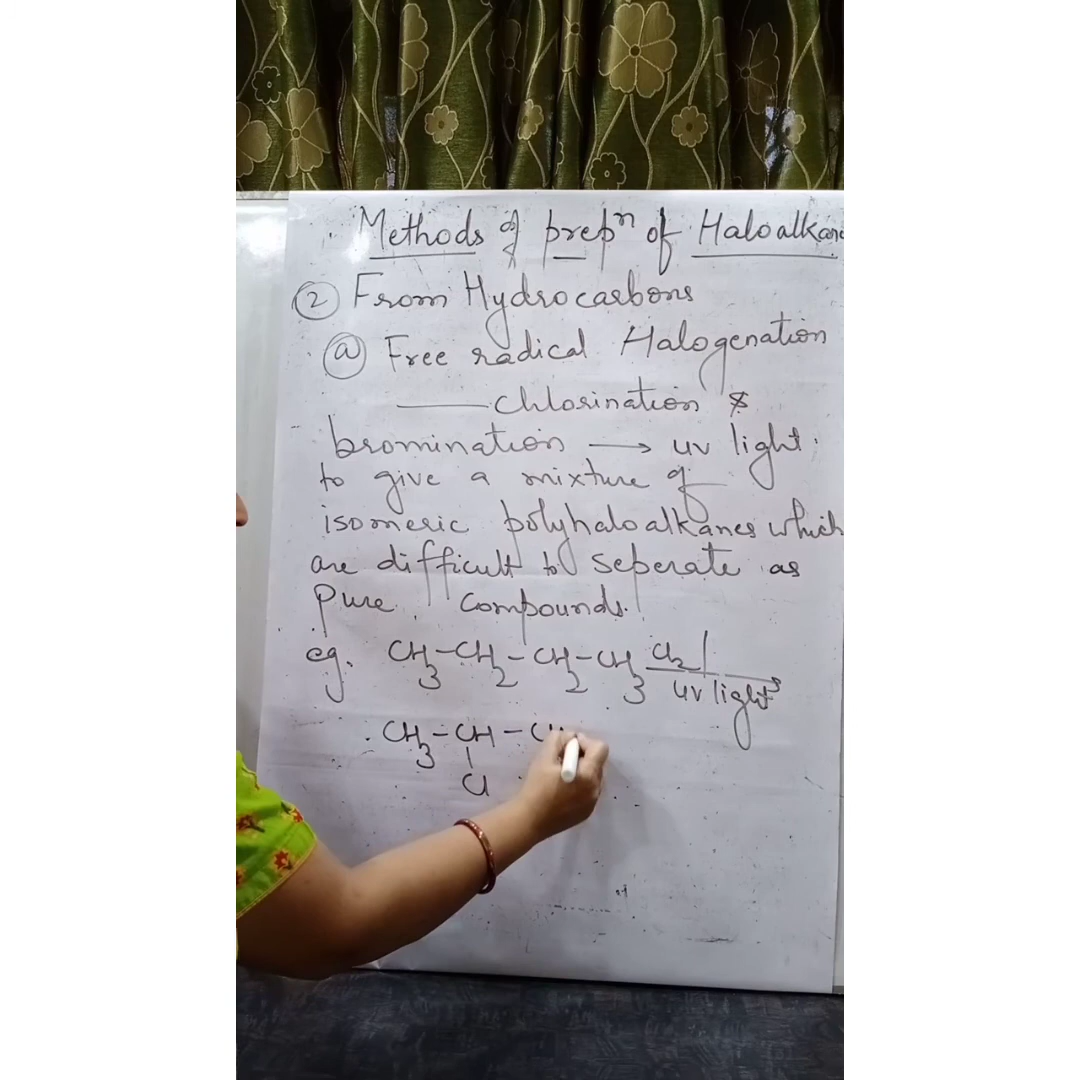 Methods of prepⁿ of Haloalkane
② From Hydrocarbons
ⓐ Free radical Halogenation
——— chlorination &
bromination → uv light.
to give a mixture of
isomeric polyhaloalkanes which
are difficult to seperate as
pure compounds.
eg. CH₃-CH₂-CH₂-CH₃ Cl₂/
uv light →
CH₃-CH-CH
|
Cl